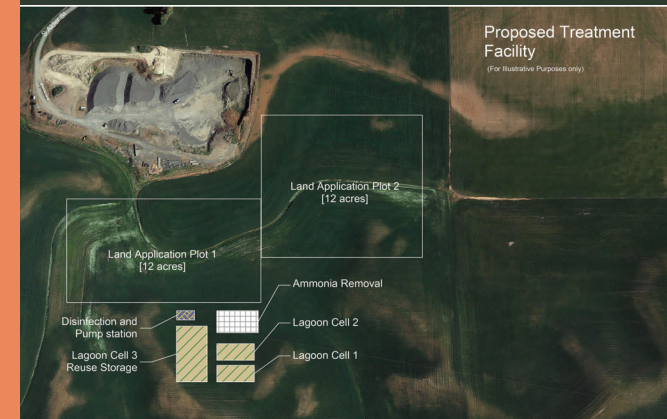 Proposed Treatment
Facility
(For Illustrative Purposes only)
Land Application Plot 2
[12 acres]
Land Application Plot 1
[12 acres]
Ammonia Removal
Disinfection and
Pump station
Lagoon Cell 2
Lagoon Cell 3
Reuse Storage
Lagoon Cell 1